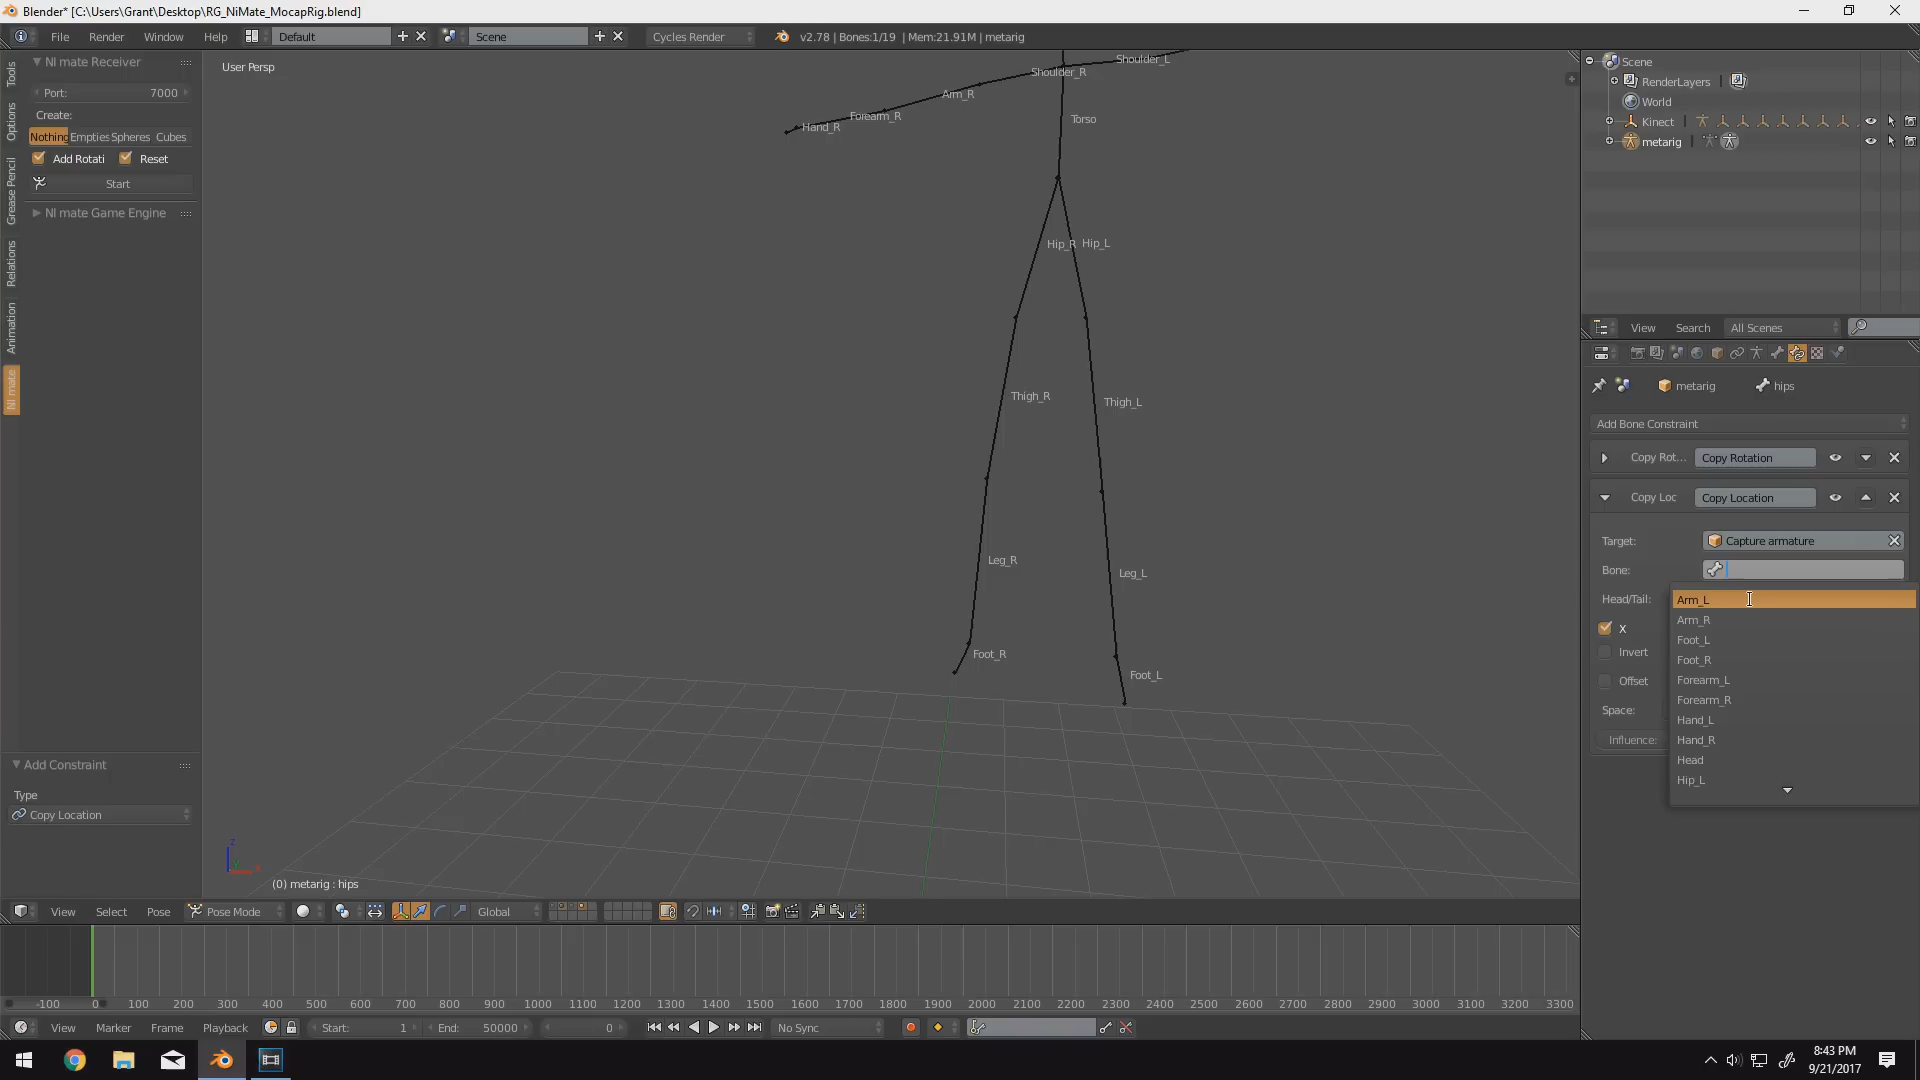 Blender* [C:\Users\Grant\Desktop\RG_NiMate_MocapRig.blend]
File Render Window Help Default Scene Cycles Render v2.78 | Bones:1/19 | Mem:21.91M | metarig
Tools
Options
Grease Pencil
Relations
Animation
NI mate
NI mate Receiver
Port: 7000
Create:
Nothing Empties Spheres Cubes
Add Rotati Reset
Start
NI mate Game Engine
Add Constraint
Type
Copy Location
User Persp
Shoulder_L
Shoulder_R
Arm_R
Forearm_R
Torso
Hand_R
Hip_R Hip_L
Thigh_R
Thigh_L
Leg_R
Leg_L
Foot_R
Foot_L
z
(0) metarig : hips
View Select Pose Pose Mode Global
Scene
RenderLayers |
World
Kinect |
metarig |
View Search All Scenes
metarig hips
Add Bone Constraint
Copy Rot... Copy Rotation
Copy Loc Copy Location
Target: Capture armature
Bone:
Head/Tail:
X
Invert
Offset
Space:
Influence:
Arm_L
Arm_R
Foot_L
Foot_R
Forearm_L
Forearm_R
Hand_L
Hand_R
Head
Hip_L
-100 0 100 200 300 400 500 600 700 800 900 1000 1100 1200 1300 1400 1500 1600 1700 1800 1900 2000 2100 2200 2300 2400 2500 2600 2700 2800 2900 3000 3100 3200 3300
View Marker Frame Playback Start: 1 End: 50000 0 No Sync
8:43 PM
9/21/2017